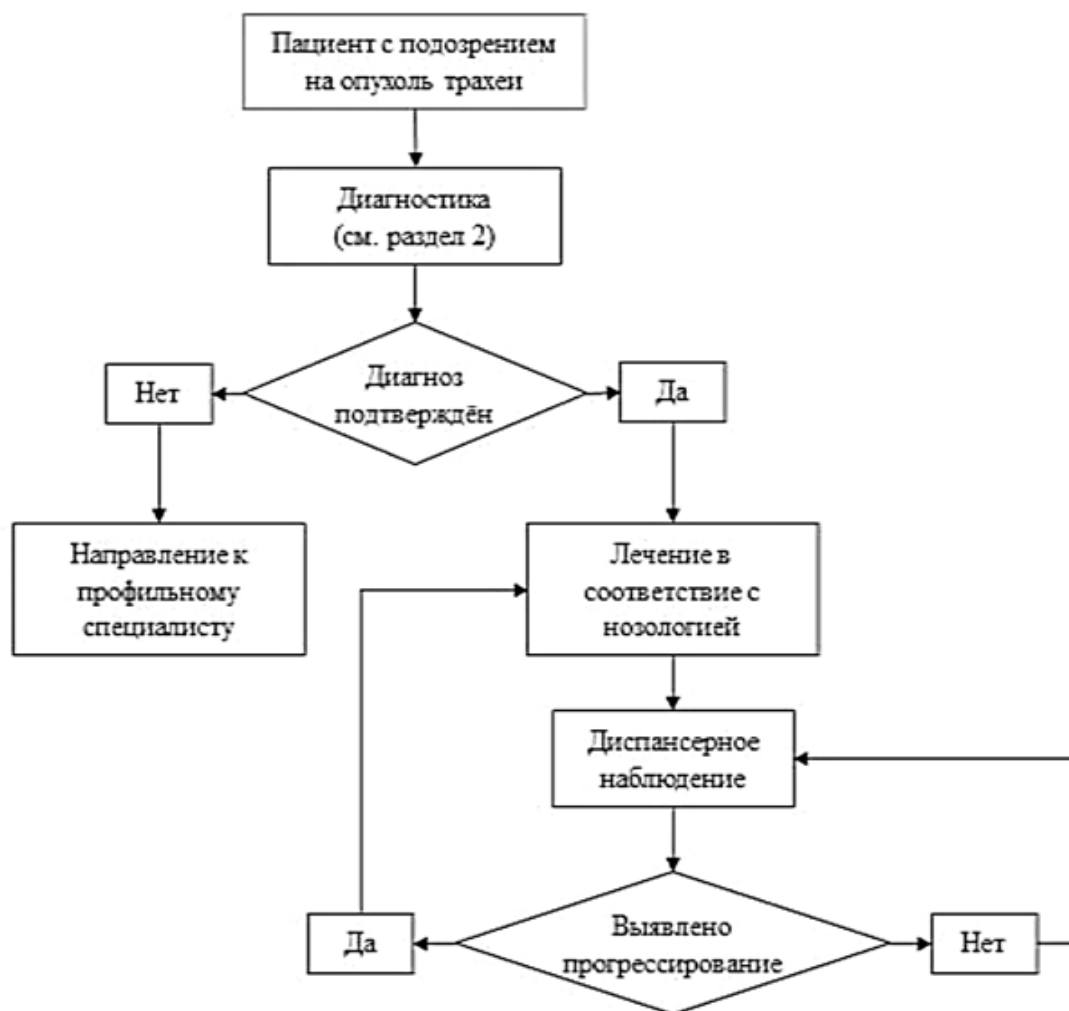 Пациент с подозрением
на опухоль трахеи
Диагностика
(см. раздел 2)
Диагноз
подтверждён
Нет
Да
Направление к
профильному
специалисту
Лечение в
соответствие с
нозологией
Диспансерное
наблюдение
Выявлено
прогрессирование
Да
Нет